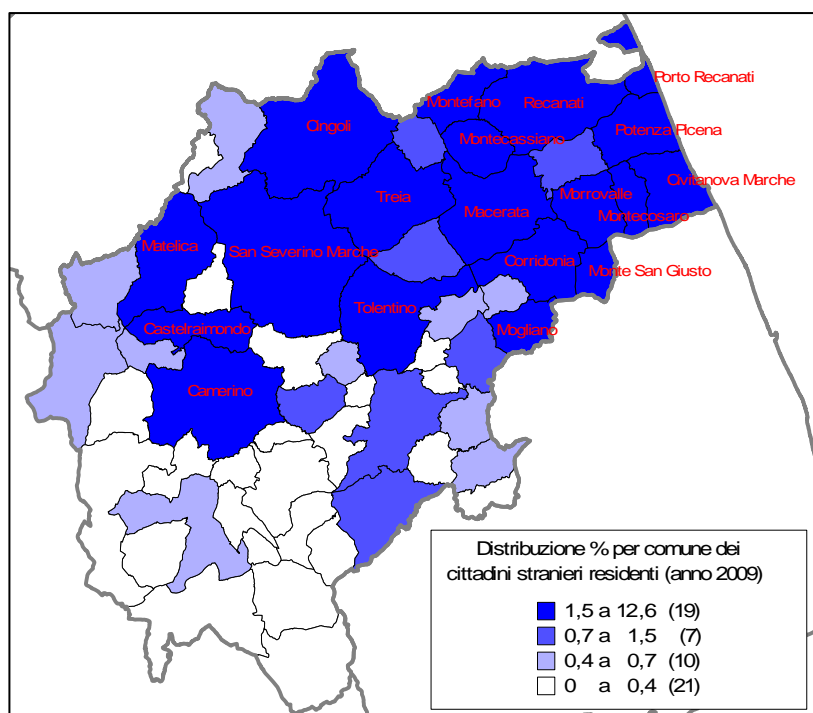 Porto Recanati
Montefano
Recanati
Cingoli
Montecassiano
Potenza Picena
Treia
Civitanova Marche
Macerata
Morrovalle
Montecosaro
Matelica
San Severino Marche
Corridonia
Monte San Giusto
Tolentino
Castelraimondo
Mogliano
Camerino
Distribuzione % per comune dei
cittadini stranieri residenti (anno 2009)
1,5 a 12,6 (19)
0,7 a 1,5 (7)
0,4 a 0,7 (10)
0 a 0,4 (21)